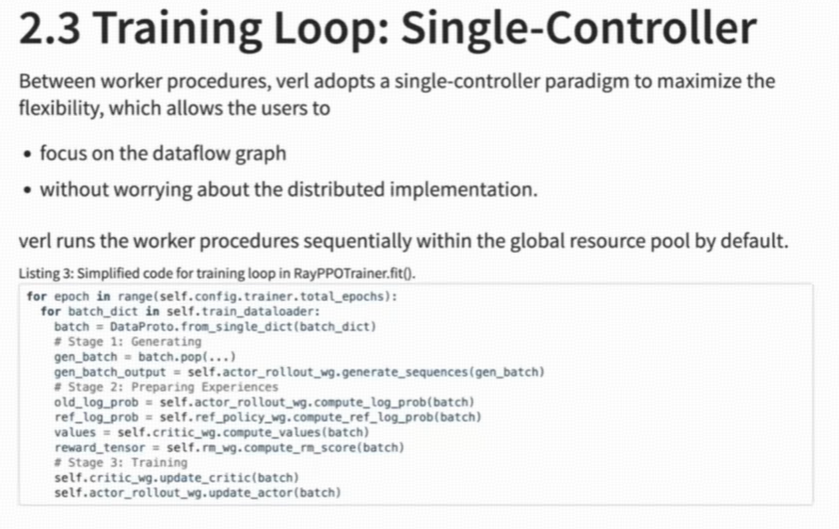 2.3 Training Loop: Single-Controller
Between worker procedures, verl adopts a single-controller paradigm to maximize the
flexibility, which allows the users to
• focus on the dataflow graph
• without worrying about the distributed implementation.
verl runs the worker procedures sequentially within the global resource pool by default.
Listing 3: Simplified code for training loop in RayPPOTrainer.fit().
for epoch in range(self.config.trainer.total_epochs):
  for batch_dict in self.train_dataloader:
    batch = DataProto.from_single_dict(batch_dict)
    # Stage 1: Generating
    gen_batch = batch.pop(...)
    gen_batch_output = self.actor_rollout_wg.generate_sequences(gen_batch)
    # Stage 2: Preparing Experiences
    old_log_prob = self.actor_rollout_wg.compute_log_prob(batch)
    ref_log_prob = self.ref_policy_wg.compute_ref_log_prob(batch)
    values = self.critic_wg.compute_values(batch)
    reward_tensor = self.rm_wg.compute_rm_score(batch)
    # Stage 3: Training
    self.critic_wg.update_critic(batch)
    self.actor_rollout_wg.update_actor(batch)